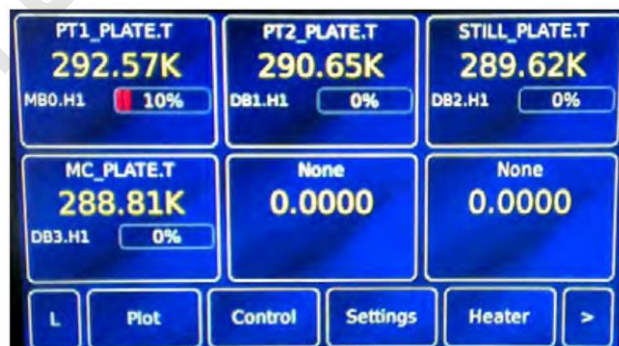 PT1_PLATE.T
292.57K
MB0.H1 10%
PT2_PLATE.T
290.65K
DB1.H1 0%
STILL_PLATE.T
289.62K
DB2.H1 0%
MC_PLATE.T
288.81K
DB3.H1 0%
None
0.0000
None
0.0000
L Plot Control Settings Heater >